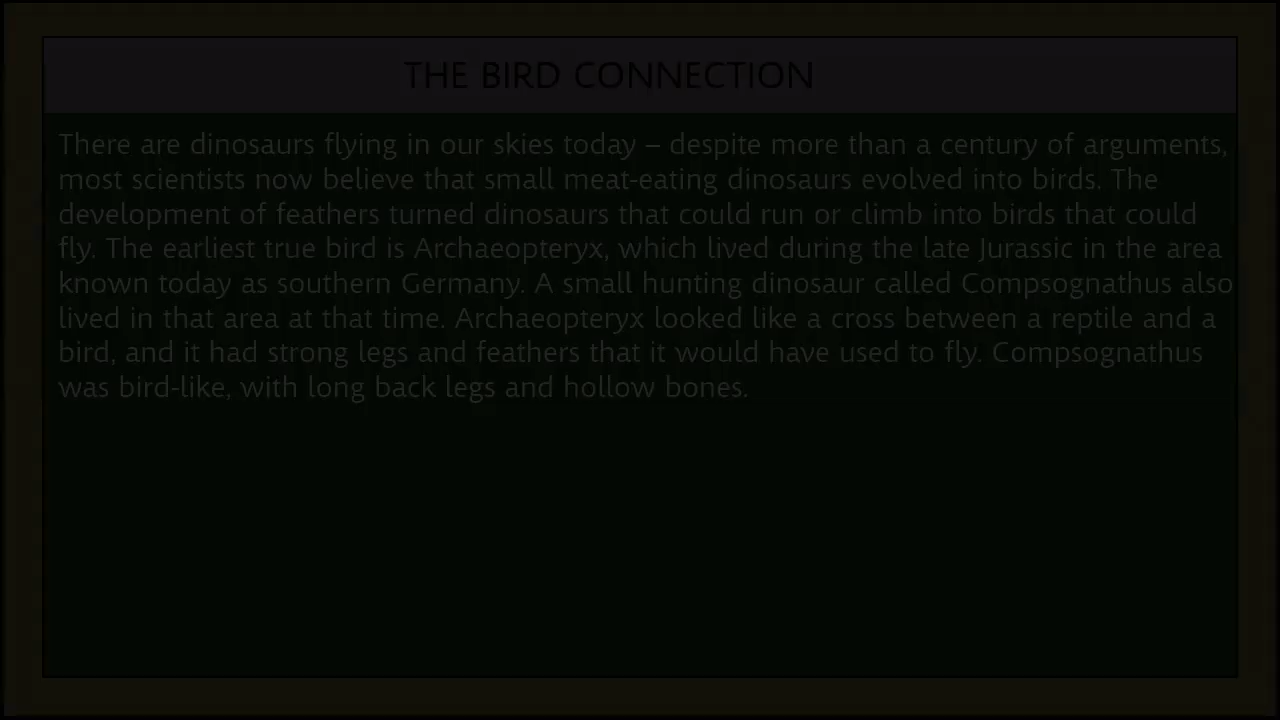 THE BIRD CONNECTION
There are dinosaurs flying in our skies today – despite more than a century of arguments,
most scientists now believe that small meat-eating dinosaurs evolved into birds. The
development of feathers turned dinosaurs that could run or climb into birds that could
fly. The earliest true bird is Archaeopteryx, which lived during the late Jurassic in the area
known today as southern Germany. A small hunting dinosaur called Compsognathus also
lived in that area at that time. Archaeopteryx looked like a cross between a reptile and a
bird, and it had strong legs and feathers that it would have used to fly. Compsognathus
was bird-like, with long back legs and hollow bones.